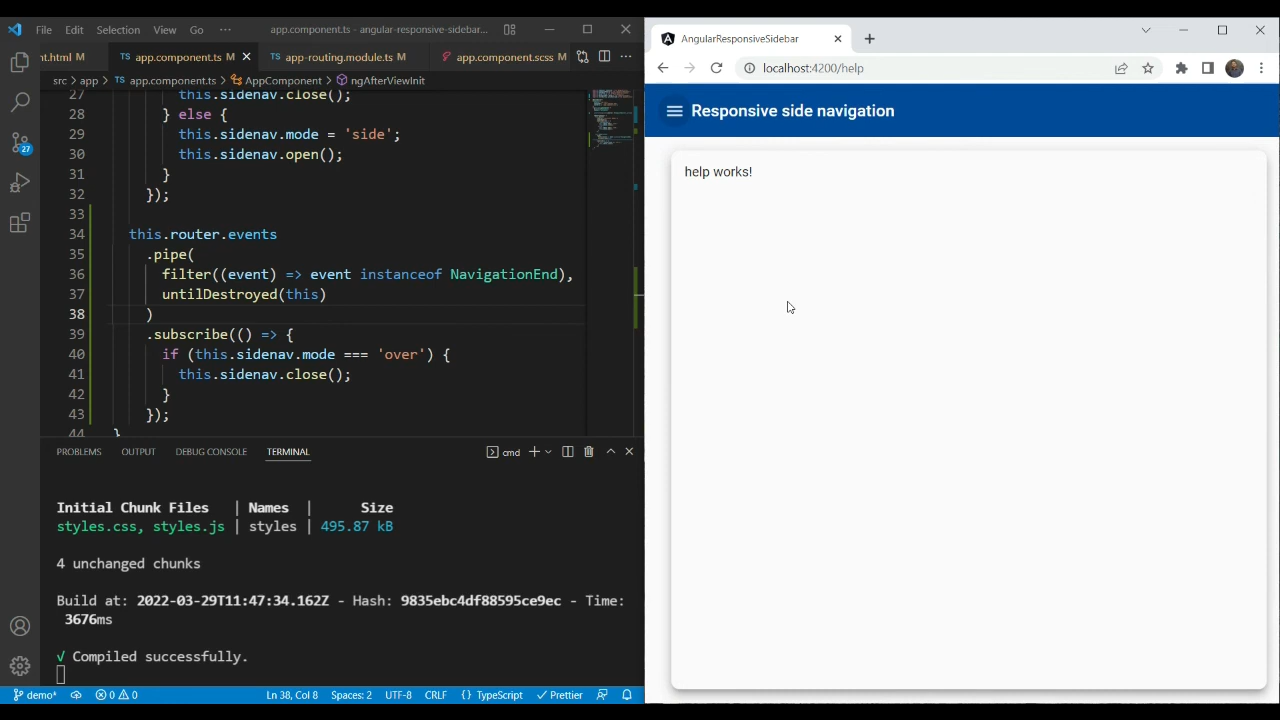 File Edit Selection View Go ··· app.component.ts - angular-responsive-sidebar...
nt.html M TS app.component.ts M TS app-routing.module.ts M app.component.scss M
src > app > TS app.component.ts > AppComponent > ngAfterViewInit
27 this.sidenav.close();
28 } else {
29 this.sidenav.mode = 'side';
30 this.sidenav.open();
31 }
32 });
33
34 this.router.events
35 .pipe(
36 filter((event) => event instanceof NavigationEnd),
37 untilDestroyed(this)
38 )
39 .subscribe(() => {
40 if (this.sidenav.mode === 'over') {
41 this.sidenav.close();
42 }
43 });
44 }
27
PROBLEMS OUTPUT DEBUG CONSOLE TERMINAL cmd
Initial Chunk Files | Names | Size
styles.css, styles.js | styles | 495.87 kB
4 unchanged chunks
Build at: 2022-03-29T11:47:34.162Z - Hash: 9835ebc4df88595ce9ec - Time:
3676ms
√ Compiled successfully.
demo* 0 0 Ln 38, Col 8 Spaces: 2 UTF-8 CRLF {} TypeScript Prettier
AngularResponsiveSidebar
localhost:4200/help
Responsive side navigation
help works!